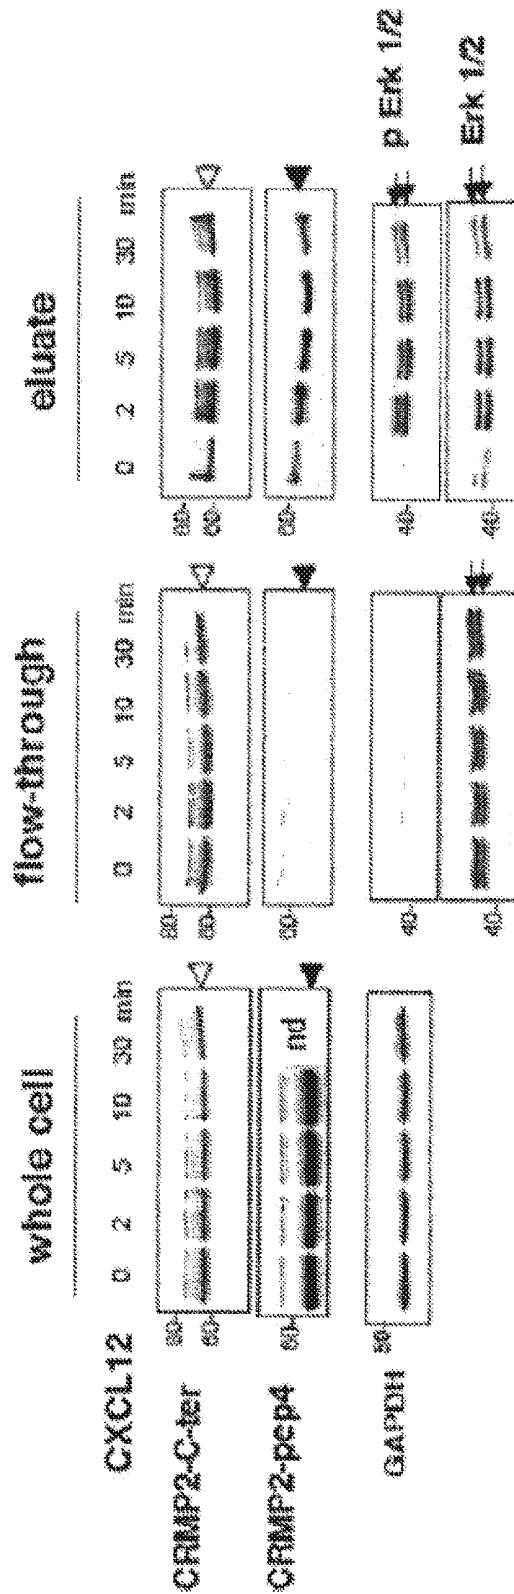 whole cell flow-through eluate
CXCL12 0 2 5 10 30 min 0 2 5 10 30 min 0 2 5 10 30 min
80- 80- 80-
CRMP2-C-ter 60- 60- 60-
CRMP2-pep4 60- nd 60- 60-
GAPDH
40- 40- p Erk 1/2
40- 40- Erk 1/2